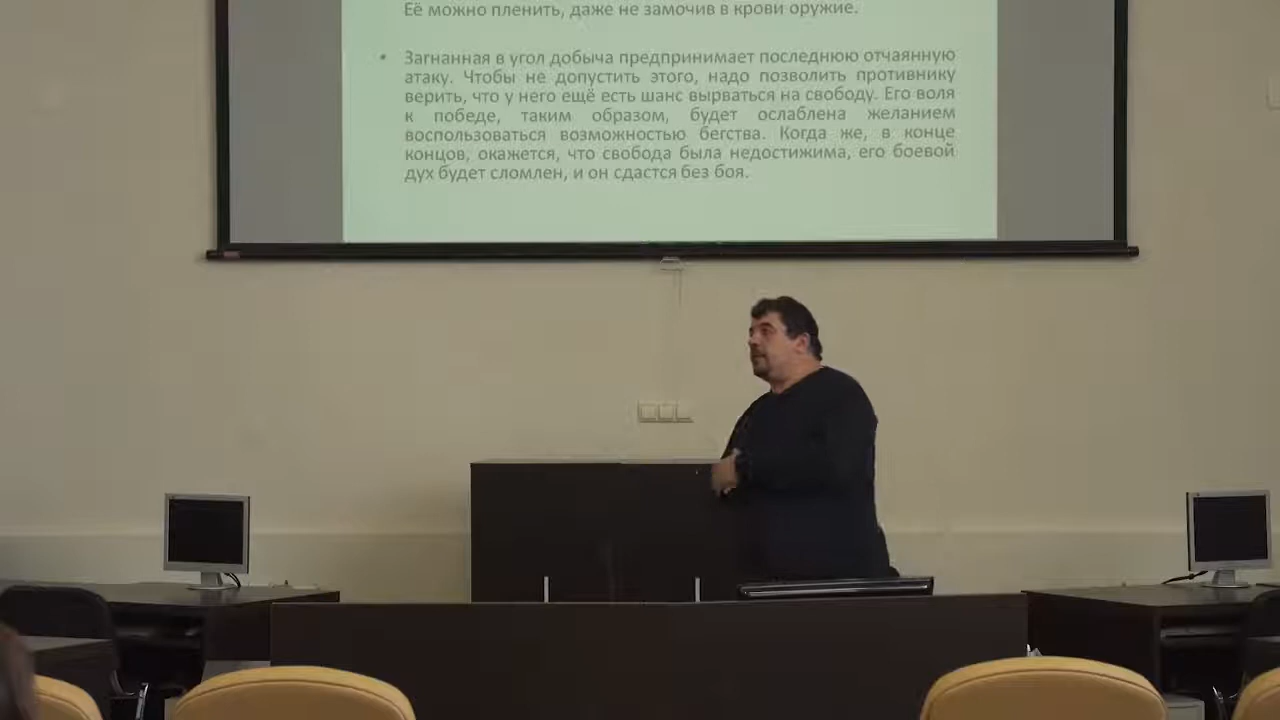 Её можно пленить, даже не замочив в крови оружие.
• Загнанная в угол добыча предпринимает последнюю отчаянную
атаку. Чтобы не допустить этого, надо позволить противнику
верить, что у него ещё есть шанс вырваться на свободу. Его воля
к победе, таким образом, будет ослаблена желанием
воспользоваться возможностью бегства. Когда же, в конце
концов, окажется, что свобода была недостижима, его боевой
дух будет сломлен, и он сдастся без боя.